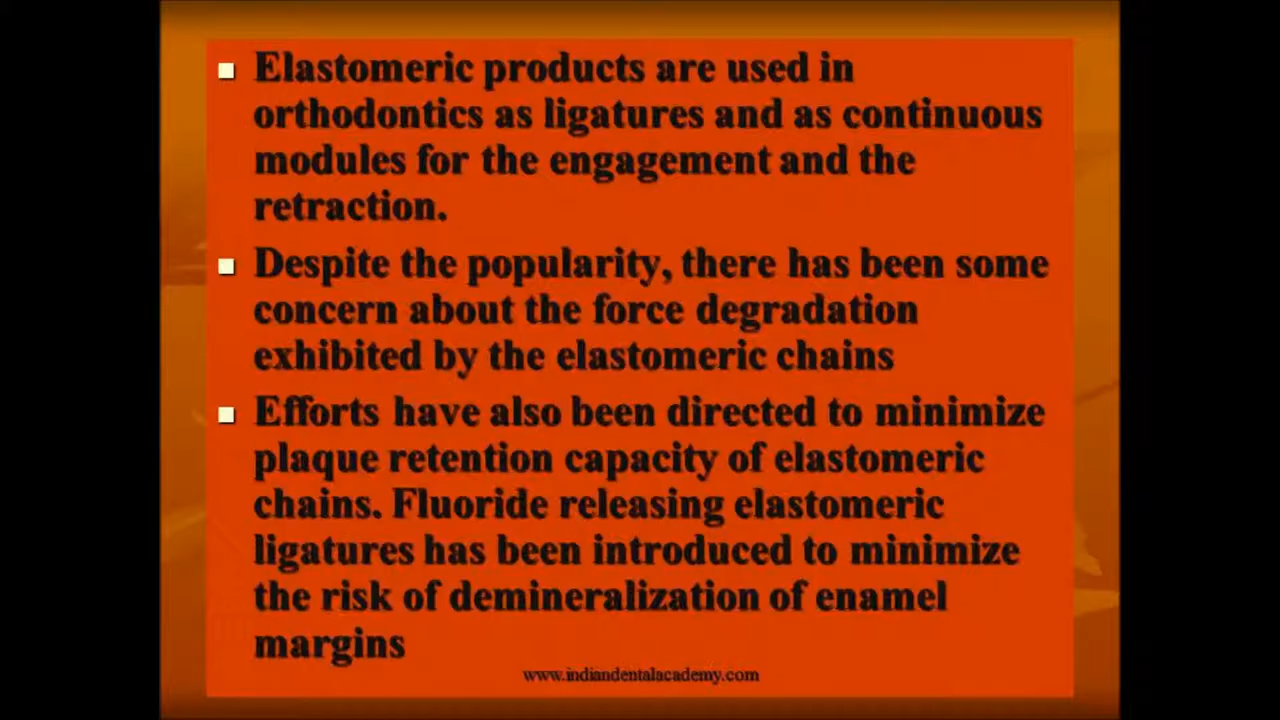 Elastomeric products are used in
orthodontics as ligatures and as continuous
modules for the engagement and the
retraction.
Despite the popularity, there has been some
concern about the force degradation
exhibited by the elastomeric chains
Efforts have also been directed to minimize
plaque retention capacity of elastomeric
chains. Fluoride releasing elastomeric
ligatures has been introduced to minimize
the risk of demineralization of enamel
margins
www.indiandentalacademy.com